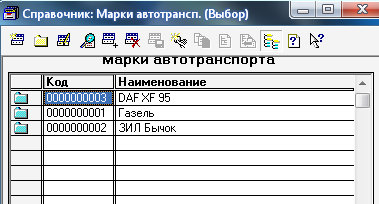 Справочник: Марки автотрансп. (Выбор)
Марки автотранспорта
Код Наименование
0000000003 DAF XF 95
0000000001 Газель
0000000002 ЗИЛ Бычок